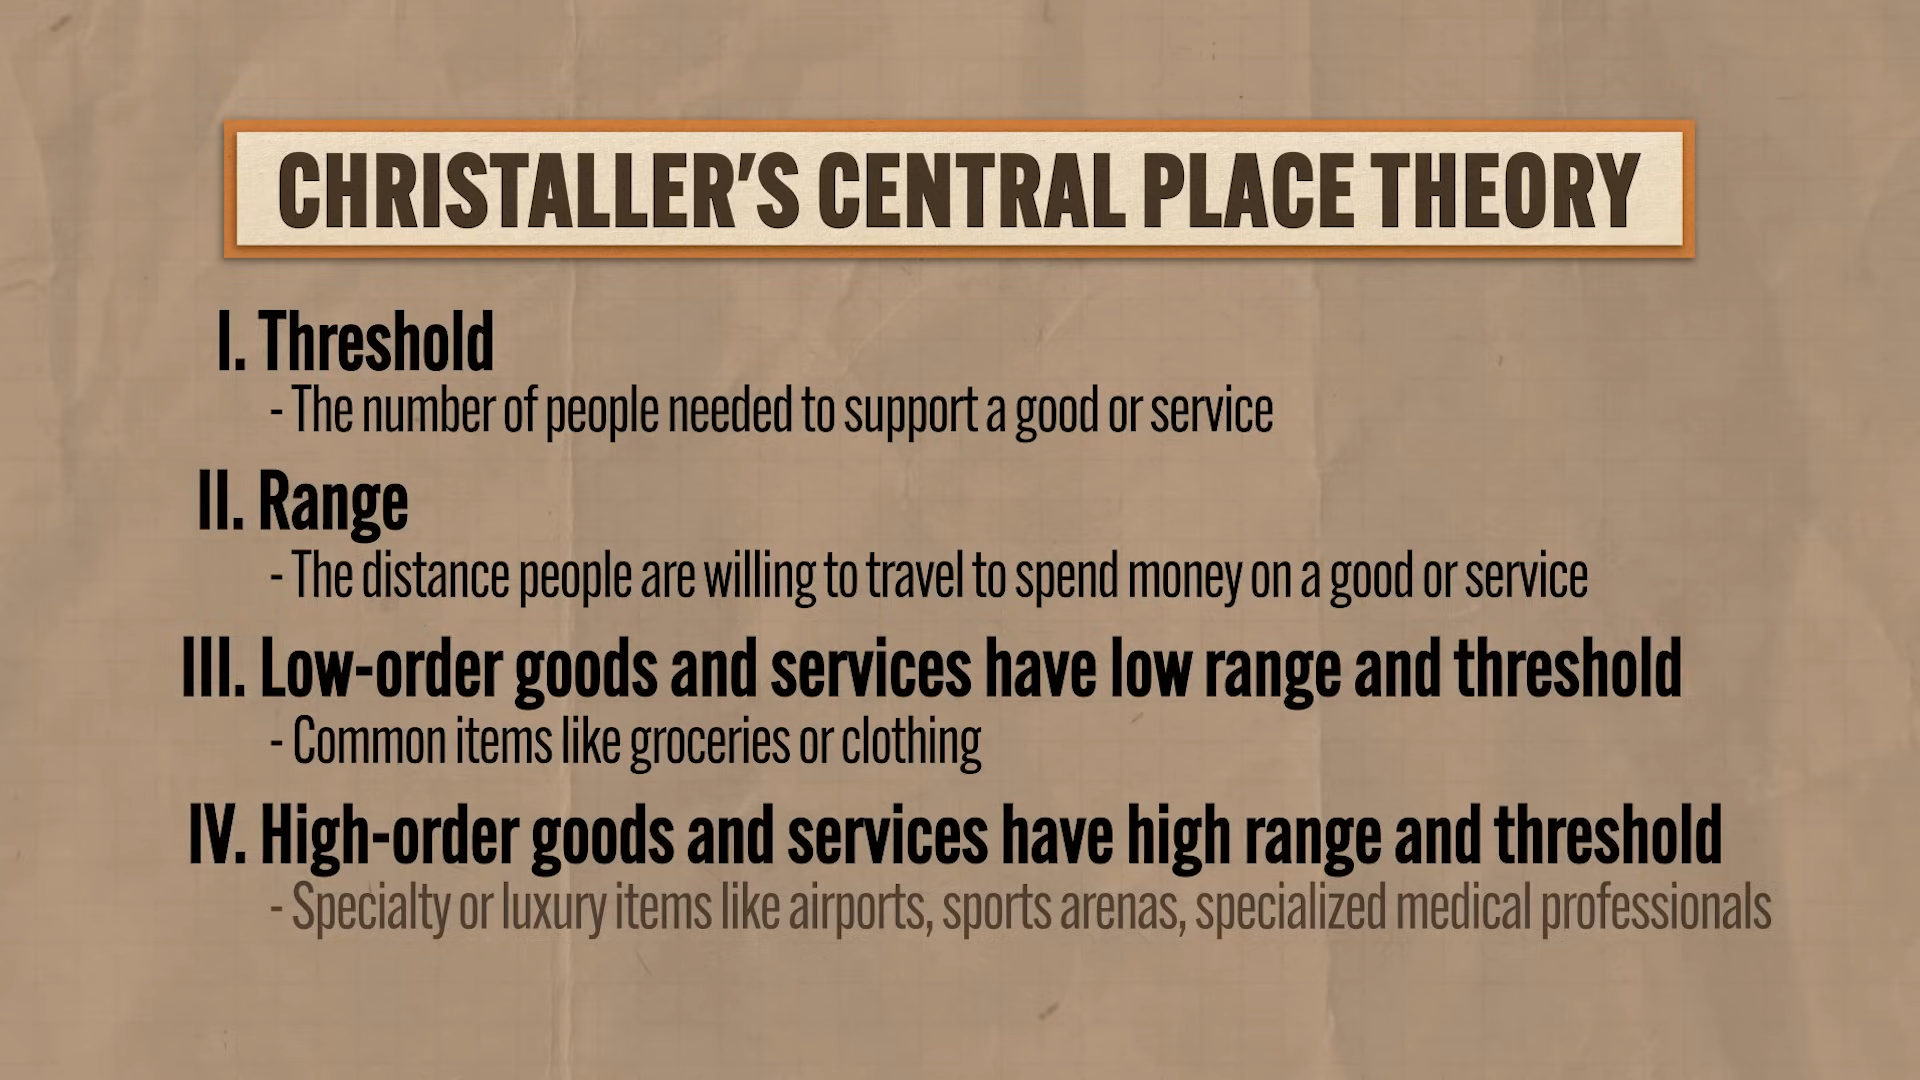 CHRISTALLER'S CENTRAL PLACE THEORY
I. Threshold
- The number of people needed to support a good or service
II. Range
- The distance people are willing to travel to spend money on a good or service
III. Low-order goods and services have low range and threshold
- Common items like groceries or clothing
IV. High-order goods and services have high range and threshold
- Specialty or luxury items like airports, sports arenas, specialized medical professionals